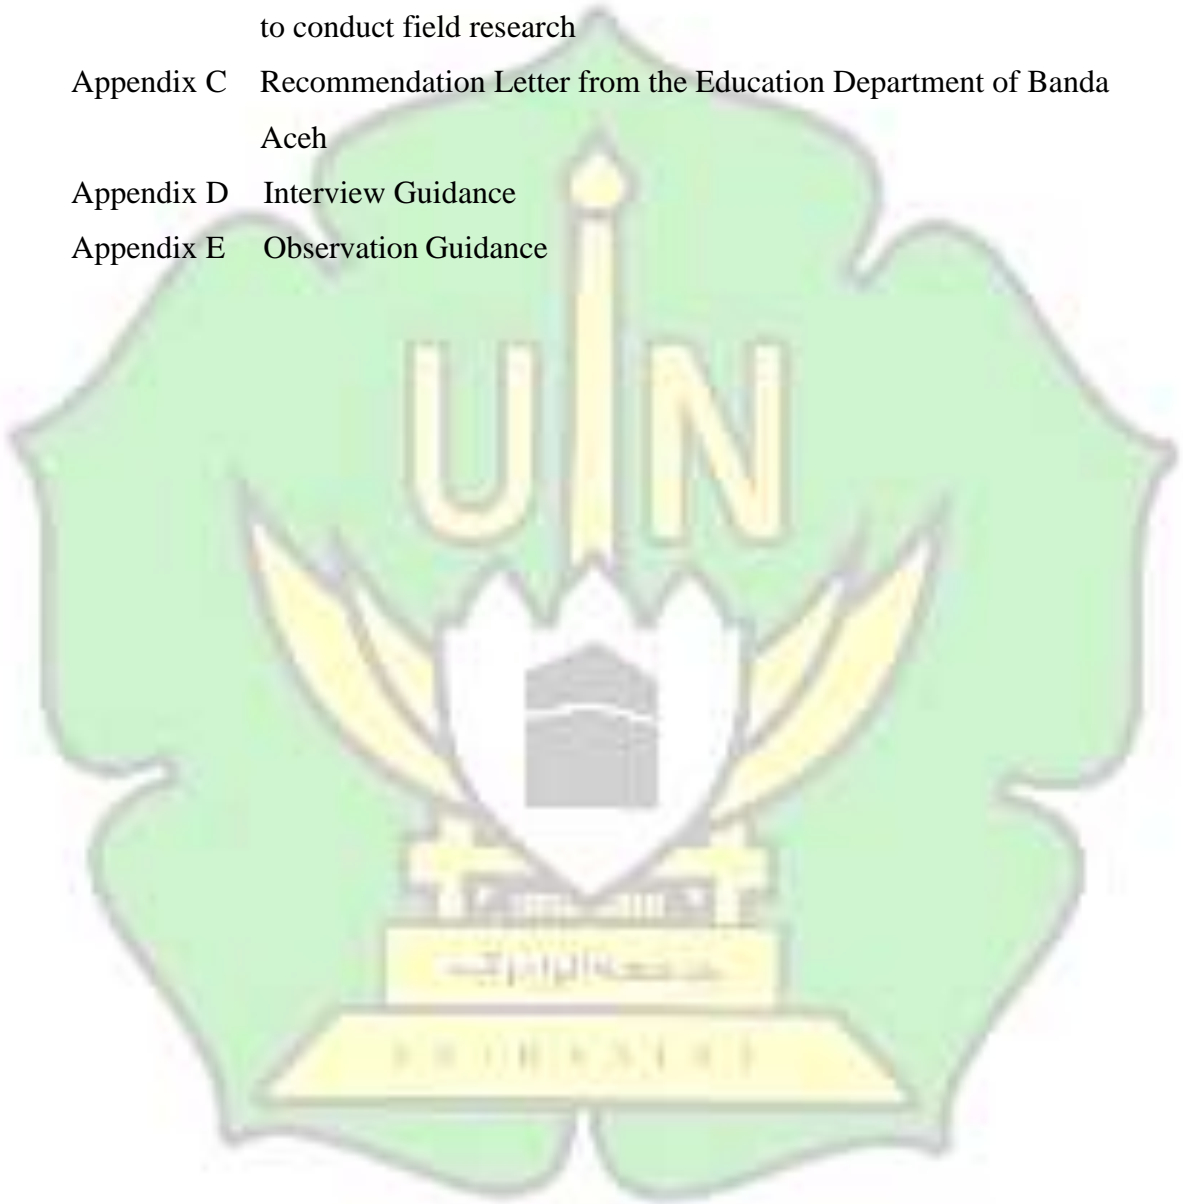 to conduct field research
Appendix C Recommendation Letter from the Education Department of Banda
Aceh
Appendix D Interview Guidance
Appendix E Observation Guidance
UIN